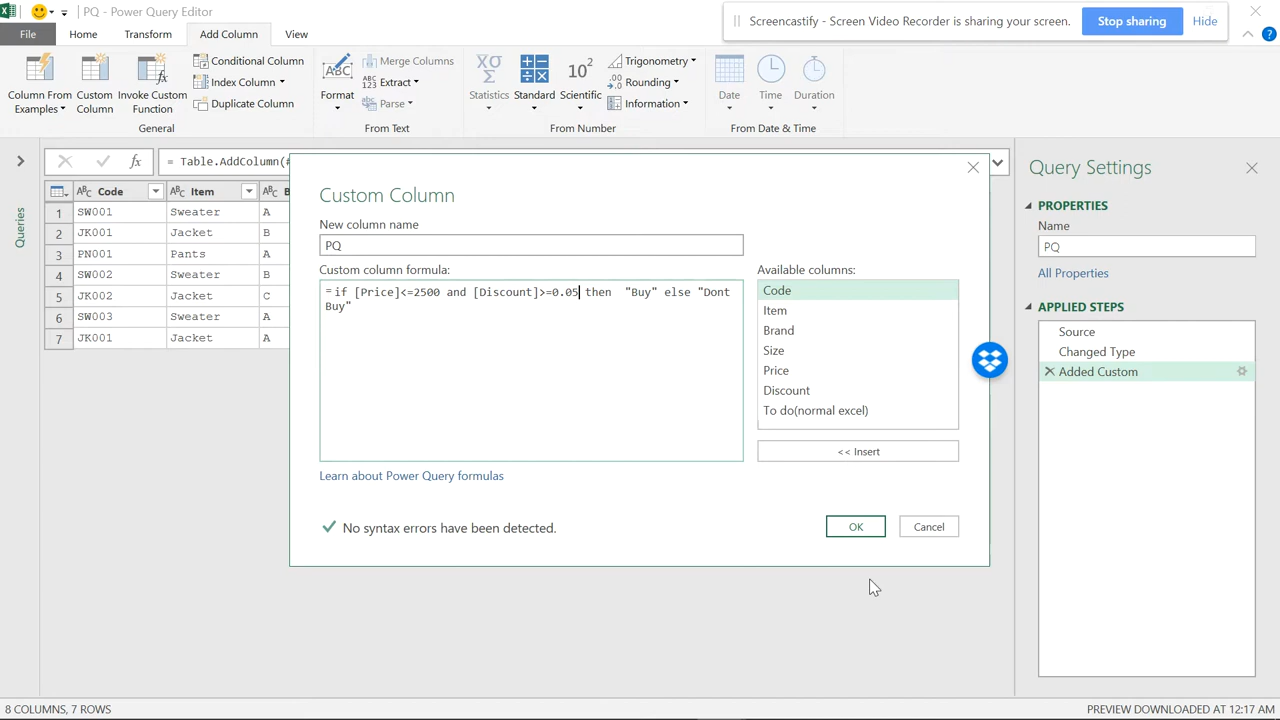 PQ - Power Query Editor
Screencastify - Screen Video Recorder is sharing your screen.
Stop sharing
Hide
File
Home
Transform
Add Column
View
Column From Examples
Custom Column
Invoke Custom Function
Conditional Column
Index Column
Duplicate Column
General
Format
Merge Columns
Extract
Parse
From Text
Statistics
Standard
Scientific
Trigonometry
Rounding
Information
From Number
Date
Time
Duration
From Date & Time
= Table.AddColumn(#
Queries
Code
Item
B
1 SW001 Sweater A
2 JK001 Jacket B
3 PN001 Pants A
4 SW002 Sweater B
5 JK002 Jacket C
6 SW003 Sweater A
7 JK001 Jacket A
Custom Column
New column name
PQ
Custom column formula:
=if [Price]<=2500 and [Discount]>=0.05 then "Buy" else "Dont
Buy"
Available columns:
Code
Item
Brand
Size
Price
Discount
To do(normal excel)
<< Insert
Learn about Power Query formulas
No syntax errors have been detected.
OK
Cancel
Query Settings
PROPERTIES
Name
PQ
All Properties
APPLIED STEPS
Source
Changed Type
Added Custom
8 COLUMNS, 7 ROWS
PREVIEW DOWNLOADED AT 12:17 AM